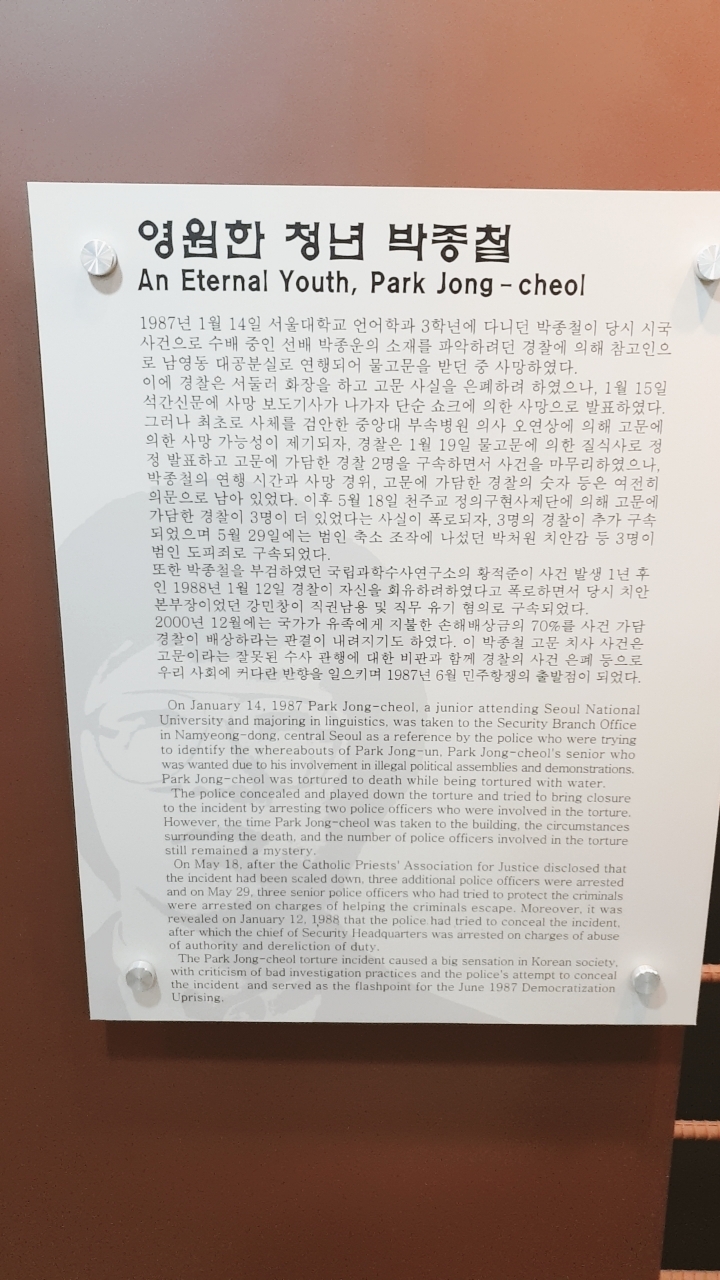 영원한 청년 박종철
An Eternal Youth, Park Jong-cheol
1987년 1월 14일 서울대학교 언어학과 3학년에 다니던 박종철이 당시 시국
사건으로 수배 중인 선배 박종운의 소재를 파악하려던 경찰에 의해 참고인으
로 남영동 대공분실로 연행되어 물고문을 받던 중 사망하였다.
이에 경찰은 서둘러 화장을 하고 고문 사실을 은폐하려 하였으나, 1월 15일
석간신문에 사망 보도기사가 나가자 단순 쇼크에 의한 사망으로 발표하였다.
그러나 최초로 사체를 검안한 중앙대 부속병원 의사 오연상에 의해 고문에
의한 사망 가능성이 제기되자, 경찰은 1월 19일 물고문에 의한 질식사로 정
정 발표하고 고문에 가담한 경찰 2명을 구속하면서 사건을 마무리하였으나,
박종철의 연행 시간과 사망 경위, 고문에 가담한 경찰의 숫자 등은 여전히
의문으로 남아 있었다. 이후 5월 18일 천주교 정의구현사제단에 의해 고문에
가담한 경찰이 3명이 더 있었다는 사실이 폭로되자, 3명의 경찰이 추가 구속
되었으며 5월 29일에는 범인 축소 조작에 나섰던 박처원 치안감 등 3명이
범인 도피죄로 구속되었다.
또한 박종철을 부검하였던 국립과학수사연구소의 황적준이 사건 발생 1년 후
인 1988년 1월 12일 경찰이 자신을 회유하려하였다고 폭로하면서 당시 치안
본부장이었던 강민창이 직권남용 및 직무 유기 혐의로 구속되었다.
2000년 12월에는 국가가 유족에게 지불한 손해배상금의 70%를 사건 가담
경찰이 배상하라는 판결이 내려지기도 하였다. 이 박종철 고문 치사 사건은
고문이라는 잘못된 수사 관행에 대한 비판과 함께 경찰의 사건 은폐 등으로
우리 사회에 커다란 반향을 일으키며 1987년 6월 민주항쟁의 출발점이 되었다.
On January 14, 1987 Park Jong-cheol, a junior attending Seoul National
University and majoring in linguistics, was taken to the Security Branch Office
in Namyeong-dong, central Seoul as a reference by the police who were trying
to identify the whereabouts of Park Jong-un, Park Jong-cheol's senior who
was wanted due to his involvement in illegal political assemblies and demonstrations.
Park Jong-cheol was tortured to death while being tortured with water.
The police concealed and played down the torture and tried to bring closure
to the incident by arresting two police officers who were involved in the torture.
However, the time Park Jong-cheol was taken to the building, the circumstances
surrounding the death, and the number of police officers involved in the torture
still remained a mystery.
On May 18, after the Catholic Priests' Association for Justice disclosed that
the incident had been scaled down, three additional police officers were arrested
and on May 29, three senior police officers who had tried to protect the criminals
were arrested on charges of helping the criminals escape. Moreover, it was
revealed on January 12, 1988 that the police had tried to conceal the incident,
after which the chief of Security Headquarters was arrested on charges of abuse
of authority and dereliction of duty.
The Park Jong-cheol torture incident caused a big sensation in Korean society,
with criticism of bad investigation practices and the police's attempt to conceal
the incident and served as the flashpoint for the June 1987 Democratization
Uprising.